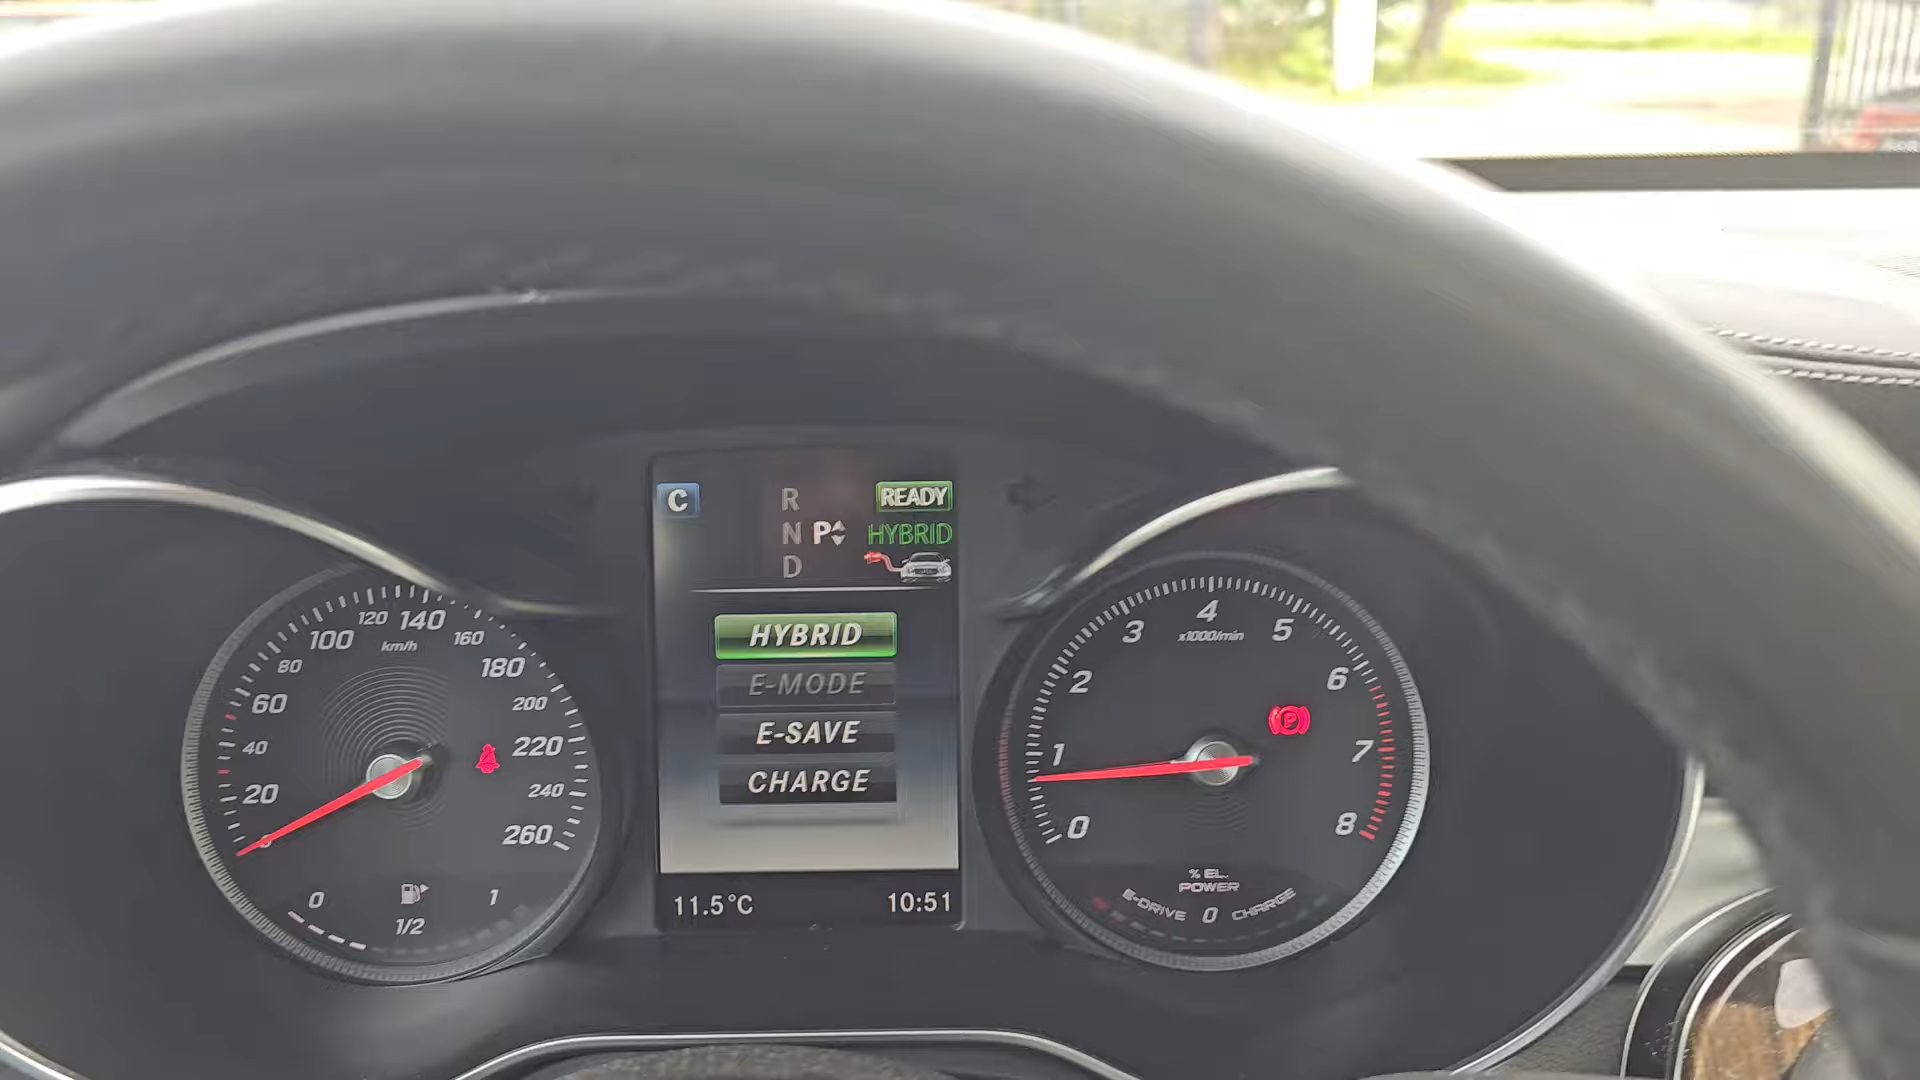 C
R
READY
N P HYBRID
D
HYBRID
E-MODE
E-SAVE
CHARGE
11.5°C
10:51
0
20
40
60
80
100
120
140
160
180
200
220
240
260
km/h
0
1/2
1
0
1
2
3
4
5
6
7
8
x1000/min
P
% EL.
POWER
E-DRIVE 0 CHARGE